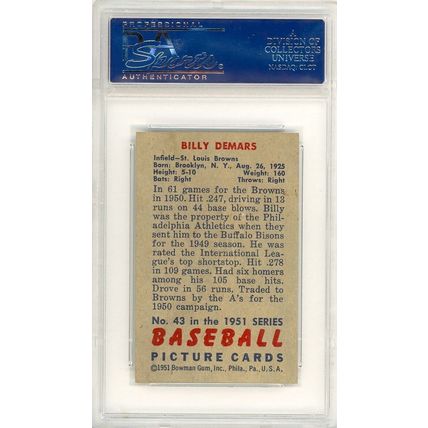 PROFESSIONAL
PSA
Sports
AUTHENTICATOR
A
DIVISION OF
COLLECTORS
UNIVERSE
NASDAQ: CLCT
BILLY DEMARS
Infield—St. Louis Browns
Born: Brooklyn, N. Y., Aug. 26, 1925
Height: 5-10 Weight: 160
Bats: Right Throws: Right
In 61 games for the Browns
in 1950. Hit .247, driving in 13
runs on 44 base blows. Billy
was the property of the Phil-
adelphia Athletics when they
sent him to the Buffalo Bisons
for the 1949 season. He was
rated the International Lea-
gue's top shortstop. Hit .278
in 109 games. Had six homers
among his 105 base hits.
Drove in 56 runs. Traded to
Browns by the A's for the
1950 campaign.
No. 43 in the 1951 SERIES
BASEBALL
PICTURE CARDS
©1951 Bowman Gum, Inc., Phila., Pa., U.S.A.